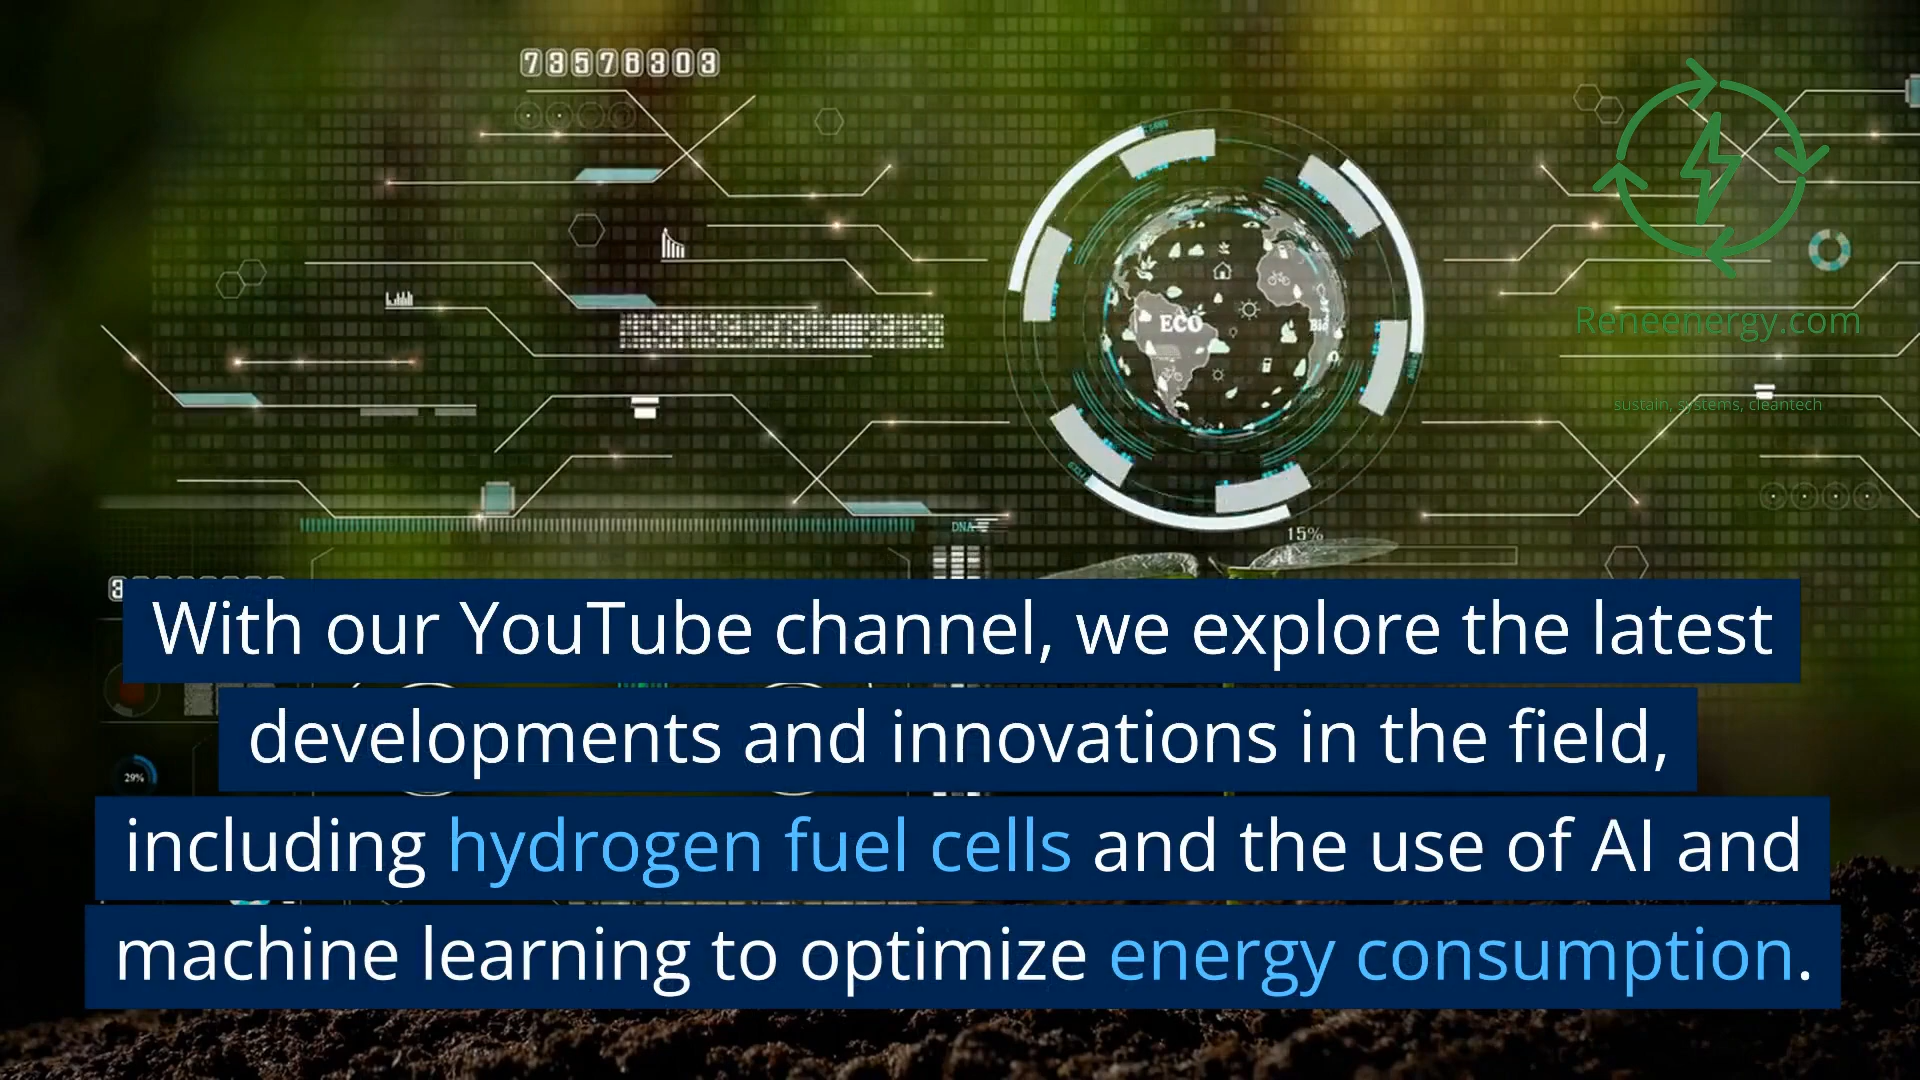 73576303
ECO
Bio
Reneenergy.com
sustain, systems, cleantech
DNA
15%
3
With our YouTube channel, we explore the latest
developments and innovations in the field,
29%
including hydrogen fuel cells and the use of AI and
machine learning to optimize energy consumption.